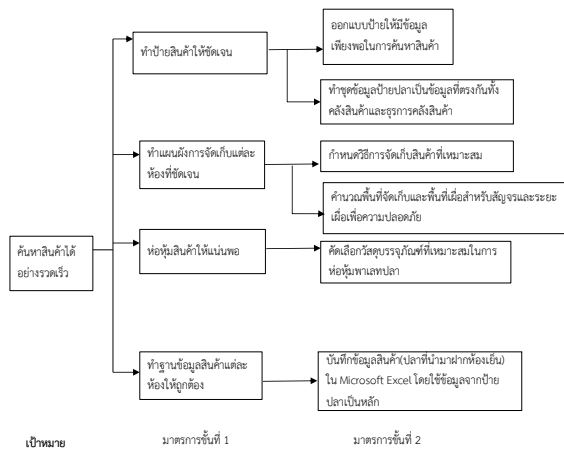 ออกแบบป้ายให้มีข้อมูล
เพียงพอในการค้นหาสินค้า
ทำป้ายสินค้าให้ชัดเจน
ทำชุดข้อมูลป้ายปลาเป็นข้อมูลที่ตรงกันทั้ง
คลังสินค้าและธุรการคลังสินค้า
ทำแผนผังการจัดเก็บแต่ละ
ห้องที่ชัดเจน
กำหนดวิธีการจัดเก็บสินค้าที่เหมาะสม
คำนวณพื้นที่จัดเก็บและพื้นที่เผื่อสำหรับสัญจรและระยะ
เผื่อเพื่อความปลอดภัย
ค้นหาสินค้าได้
อย่างรวดเร็ว
ห่อหุ้มสินค้าให้แน่นพอ
คัดเลือกวัสดุบรรจุภัณฑ์ที่เหมาะสมในการ
ห่อหุ้มพาเลทปลา
ทำฐานข้อมูลสินค้าแต่ละ
ห้องให้ถูกต้อง
บันทึกข้อมูลสินค้า(ปลาที่นำมาฝากห้องเย็น)
ใน Microsoft Excel โดยใช้ข้อมูลจากป้าย
ปลาเป็นหลัก
เป้าหมาย
มาตรการขั้นที่ 1
มาตรการขั้นที่ 2